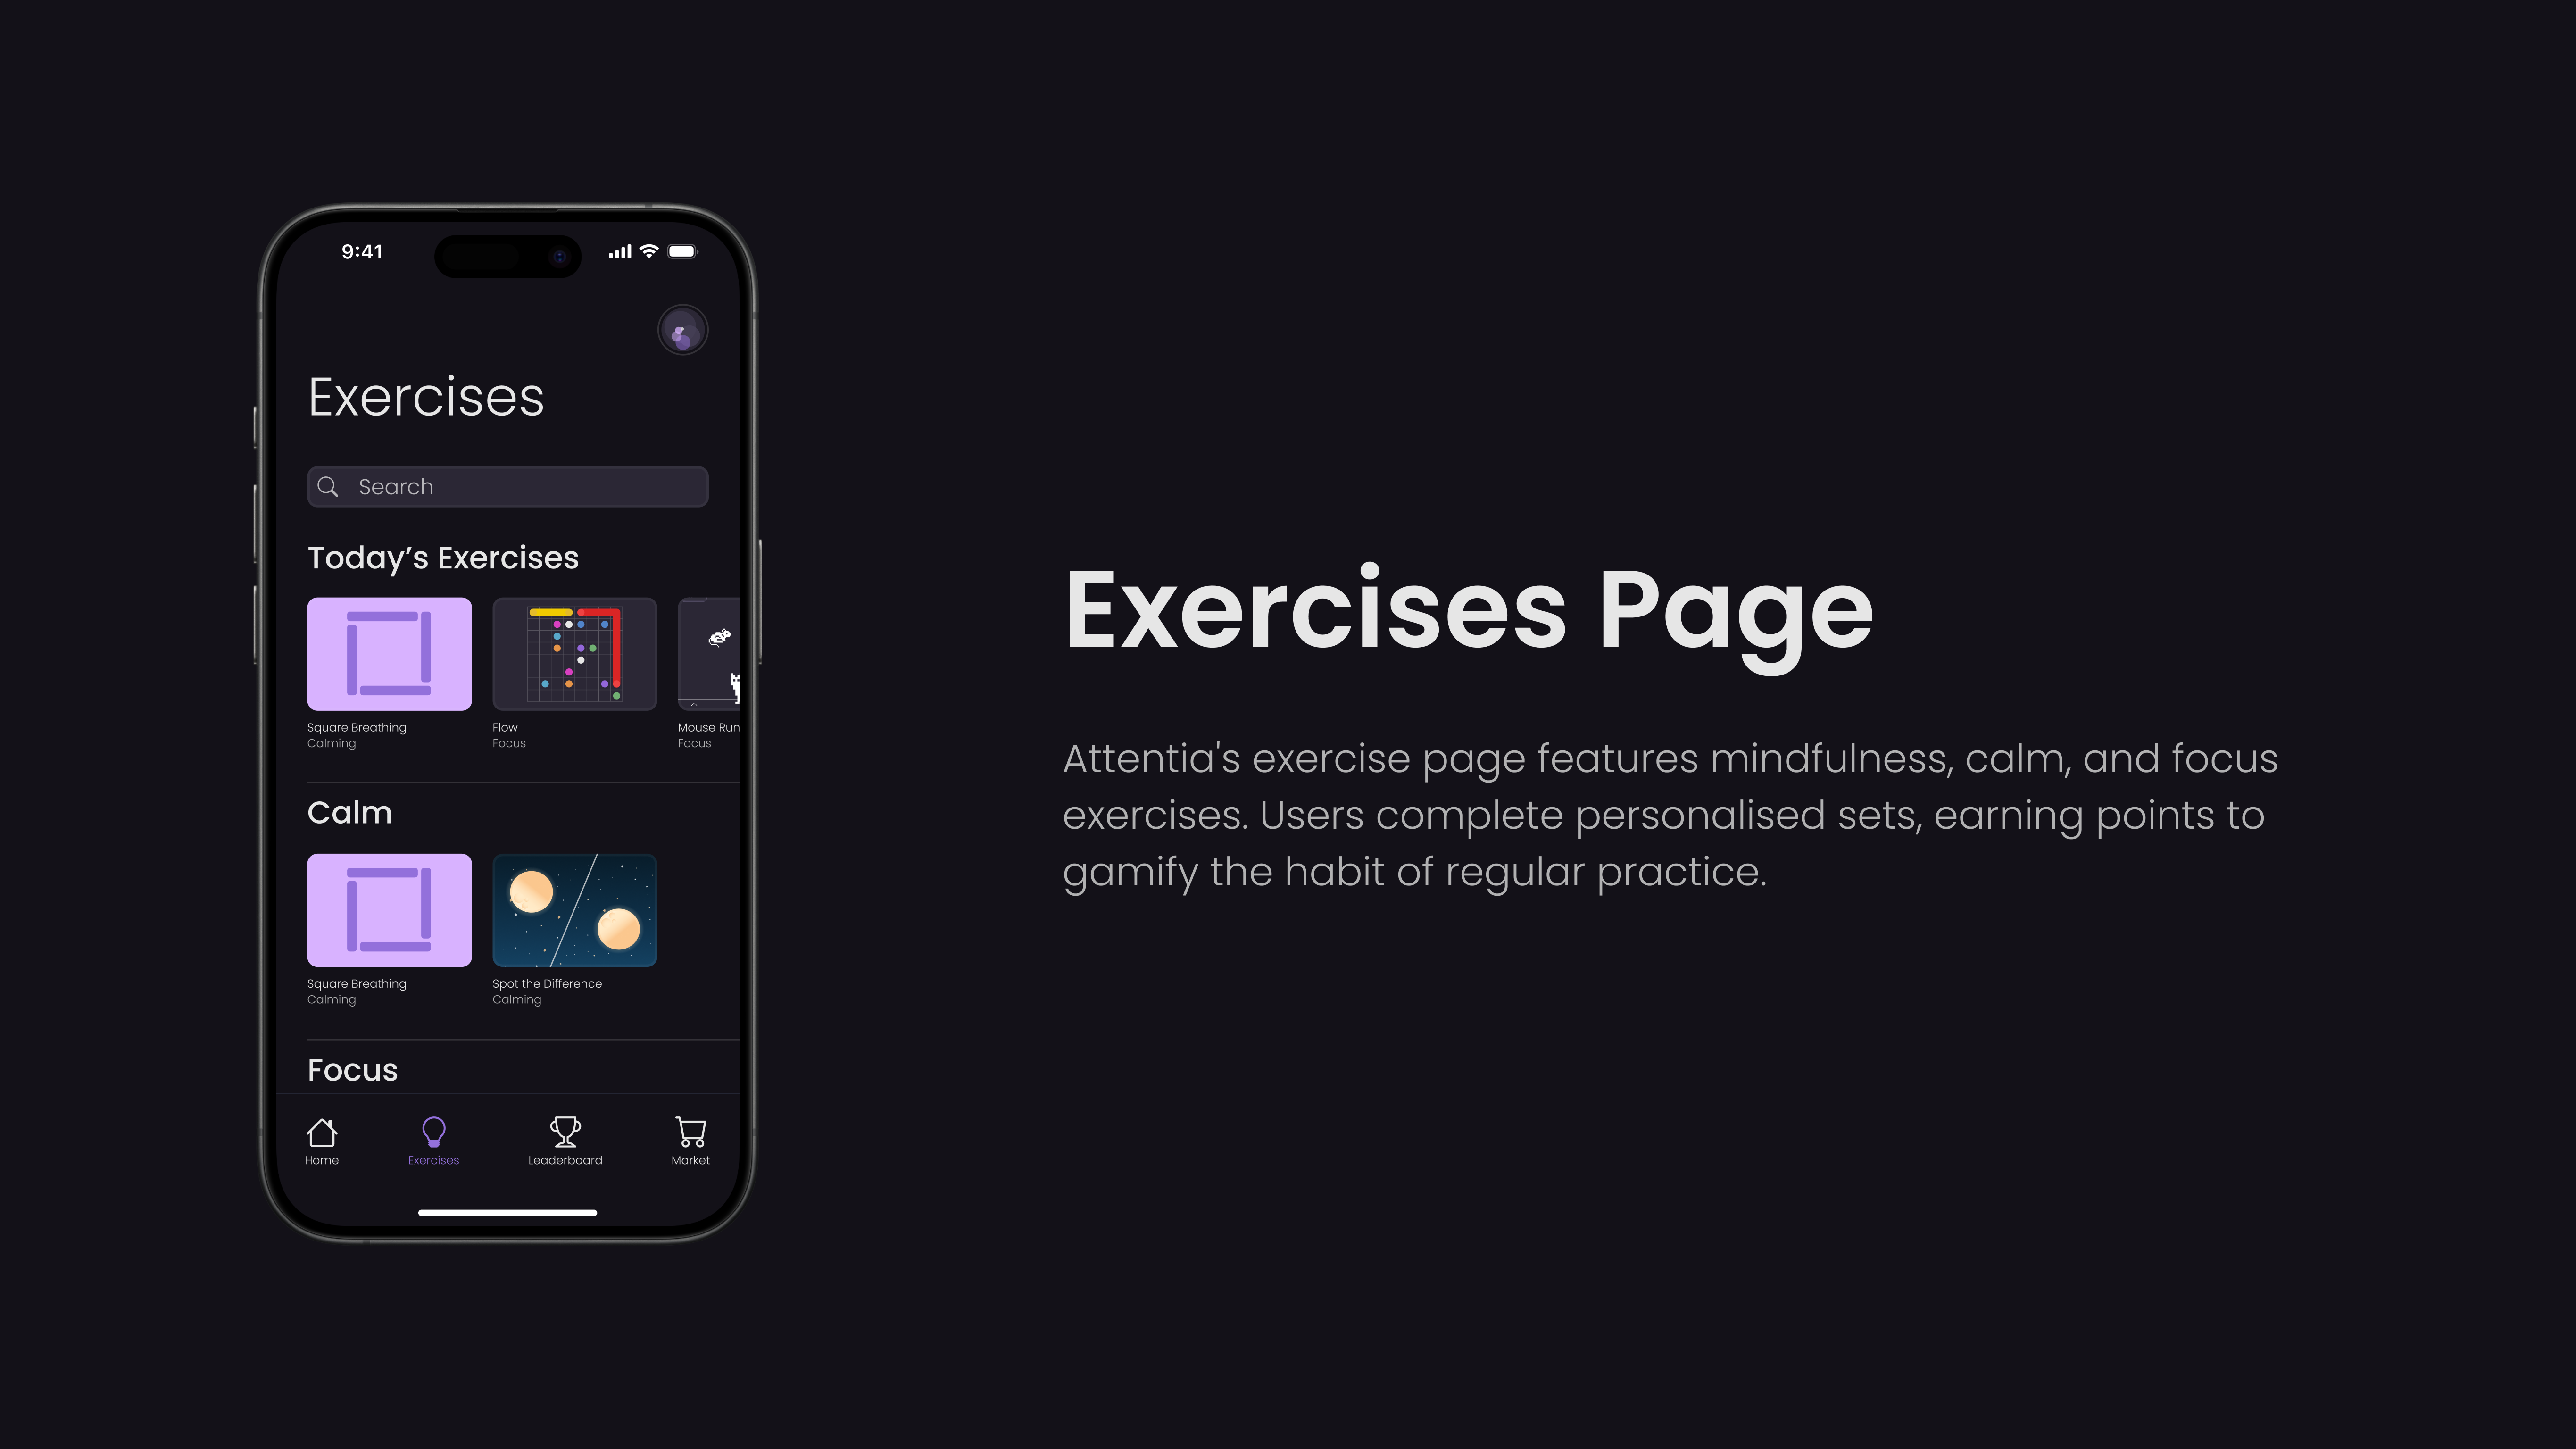 9:41
Exercises
Search
Today’s Exercises
Square Breathing
Calming
Flow
Focus
Mouse Run
Focus
Calm
Square Breathing
Calming
Spot the Difference
Calming
Focus
Home
Exercises
Leaderboard
Market
Exercises Page
Attentia's exercise page features mindfulness, calm, and focus
exercises. Users complete personalised sets, earning points to
gamify the habit of regular practice.